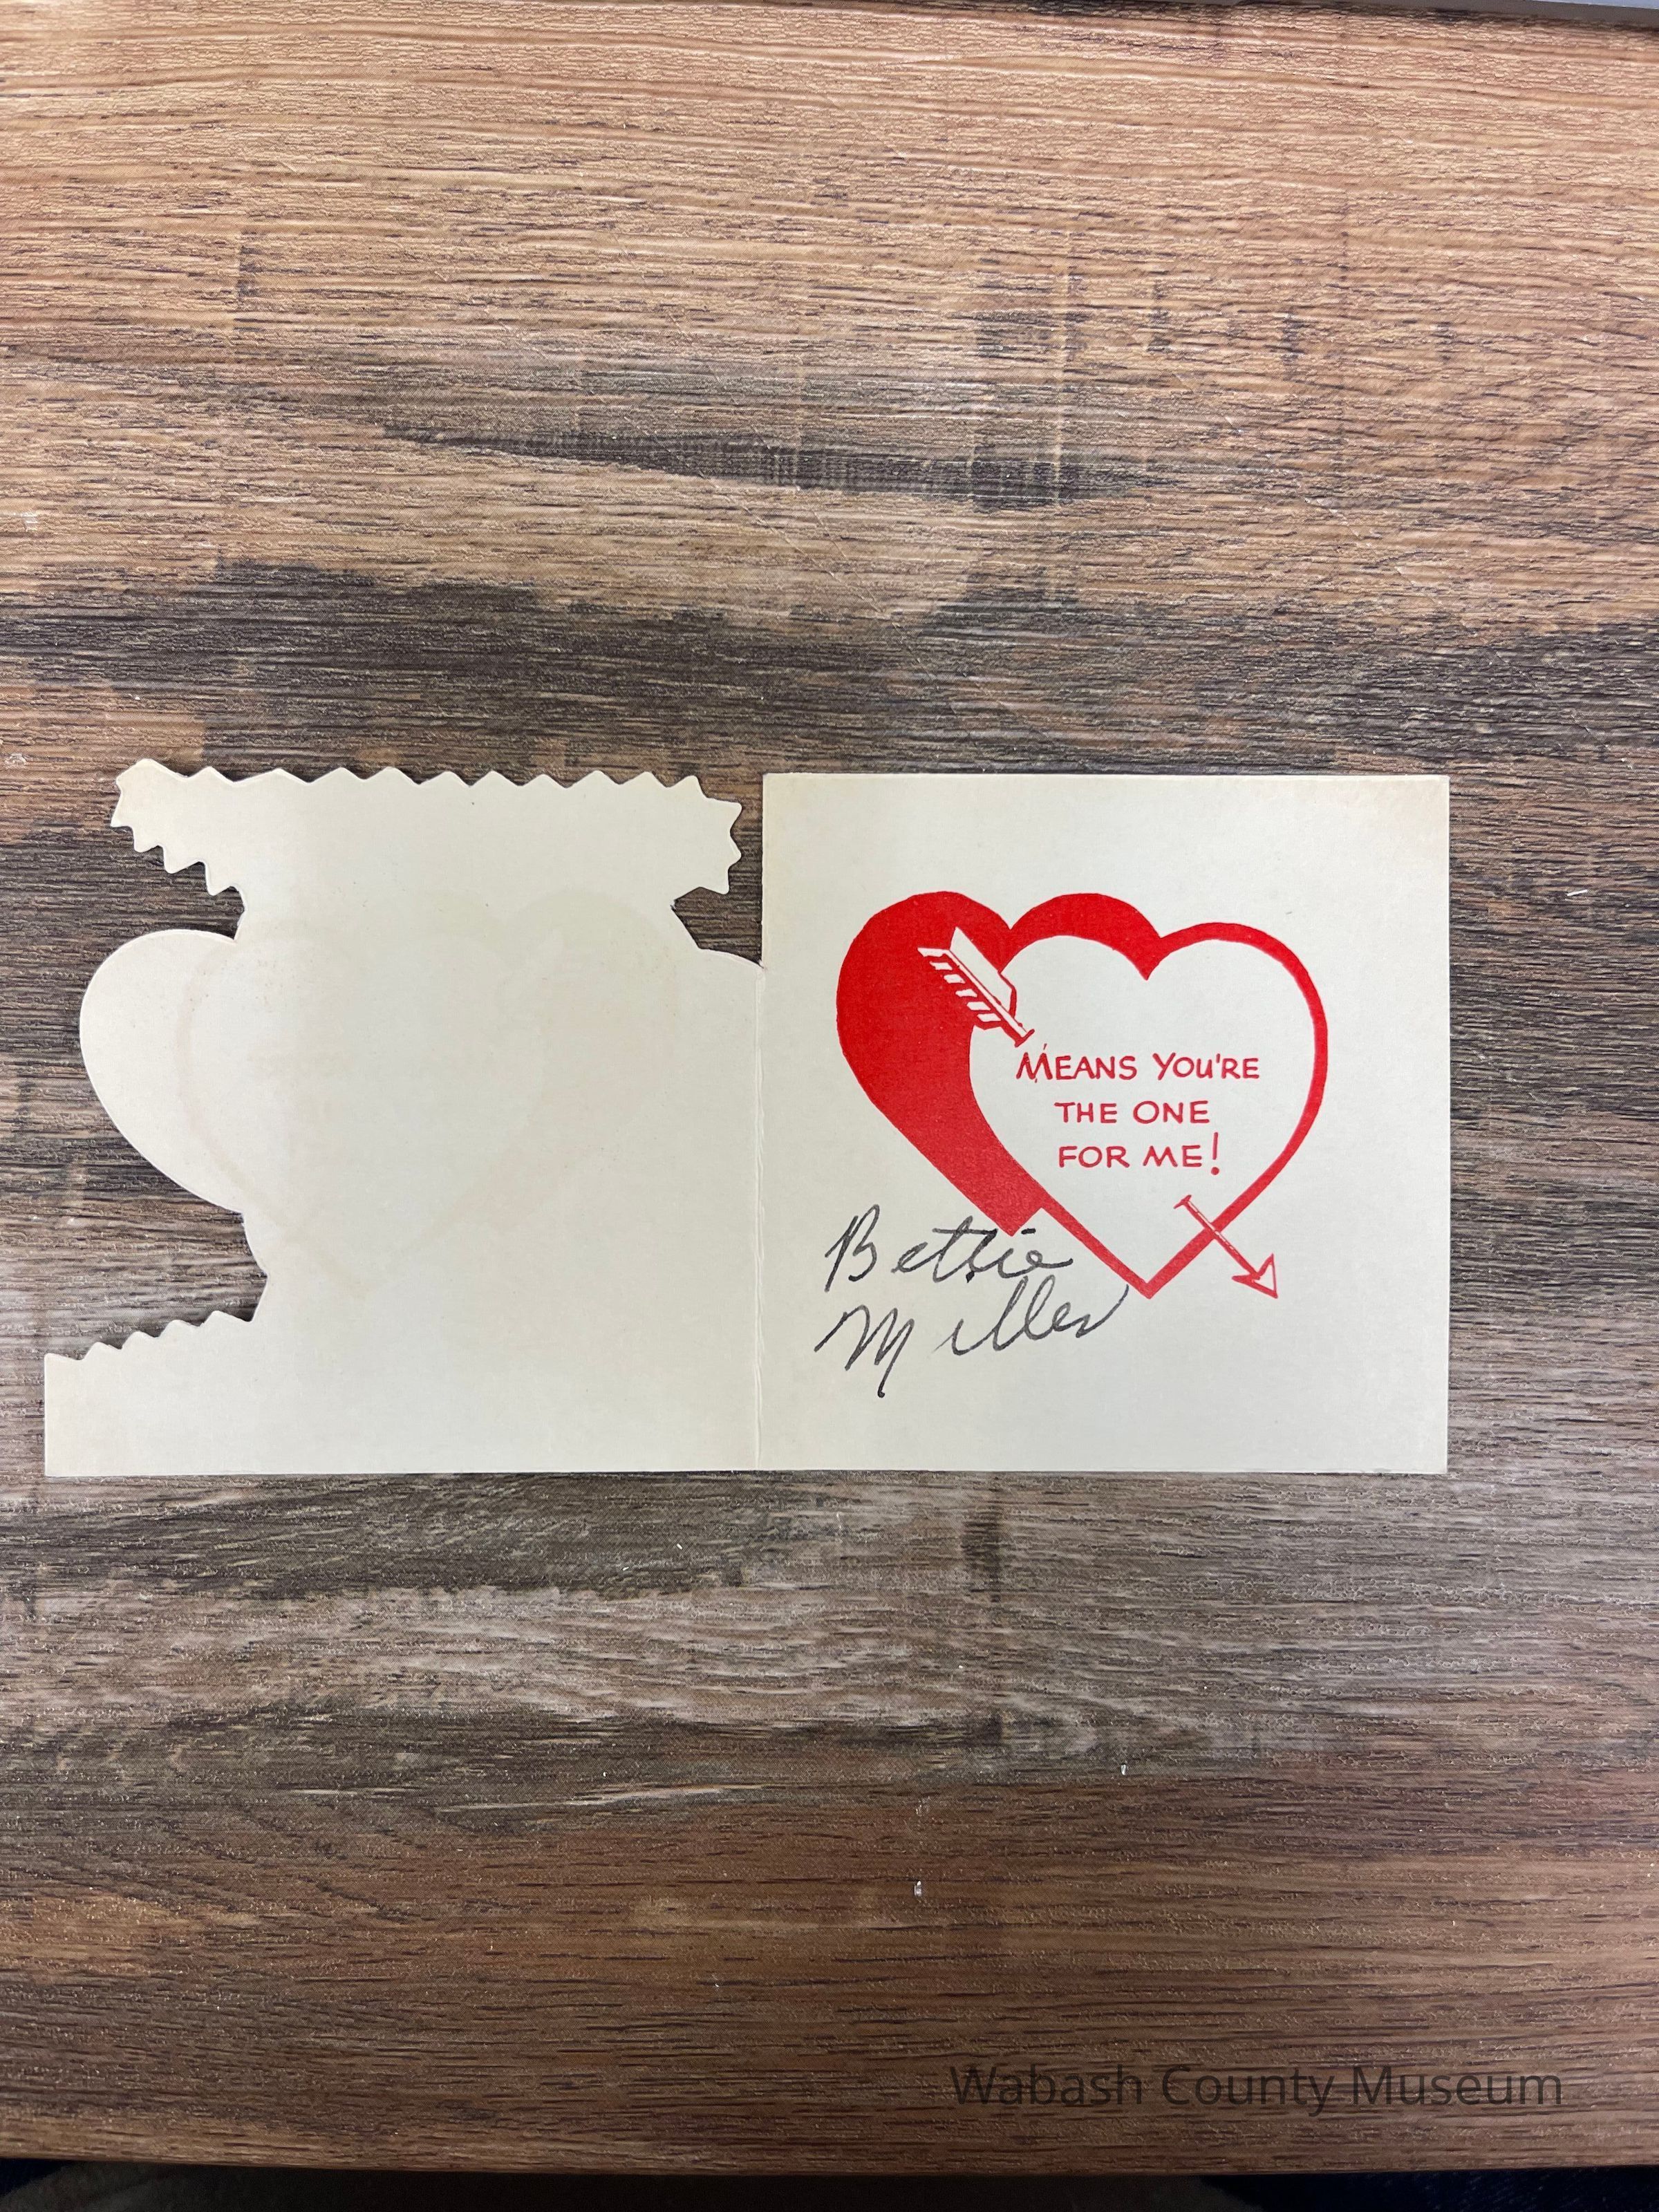 MEANS YOU'RE
THE ONE
FOR ME!
Bettie
Miller
Wabash County Museum